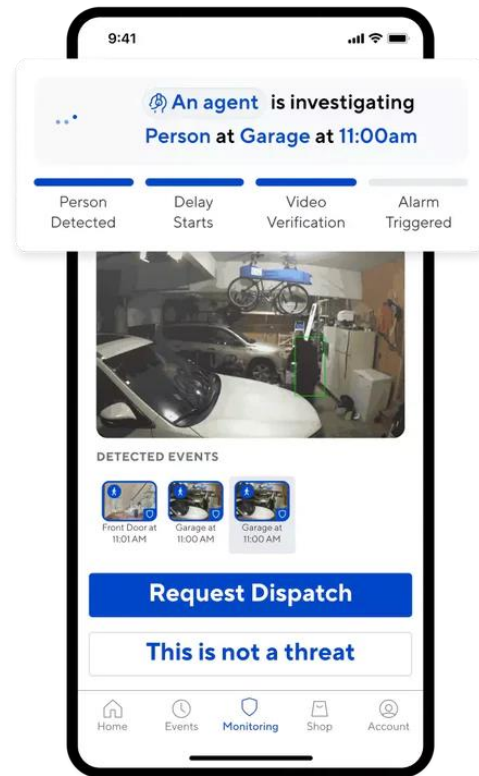 9:41
An agent is investigating
Person at Garage at 11:00am
Person
Detected
Delay
Starts
Video
Verification
Alarm
Triggered
DETECTED EVENTS
Front Door at
11:01 AM
Garage at
11:00 AM
Garage at
11:00 AM
Request Dispatch
This is not a threat
Home
Events
Monitoring
Shop
Account